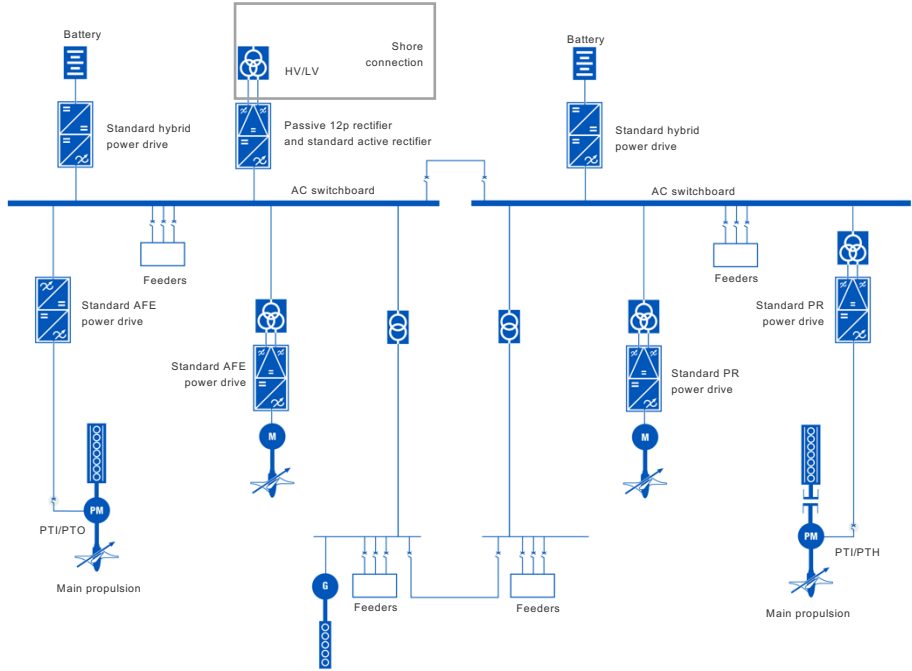 Battery
Shore
connection
HV/LV
Battery
Standard hybrid
power drive
Passive 12p rectifier
and standard active rectifier
Standard hybrid
power drive
AC switchboard
AC switchboard
Feeders
Feeders
Standard AFE
power drive
Standard PR
power drive
Standard AFE
power drive
Standard PR
power drive
M
M
PM
PTI/PTO
PM
PTI/PTH
Main propulsion
G
Feeders
Feeders
Main propulsion